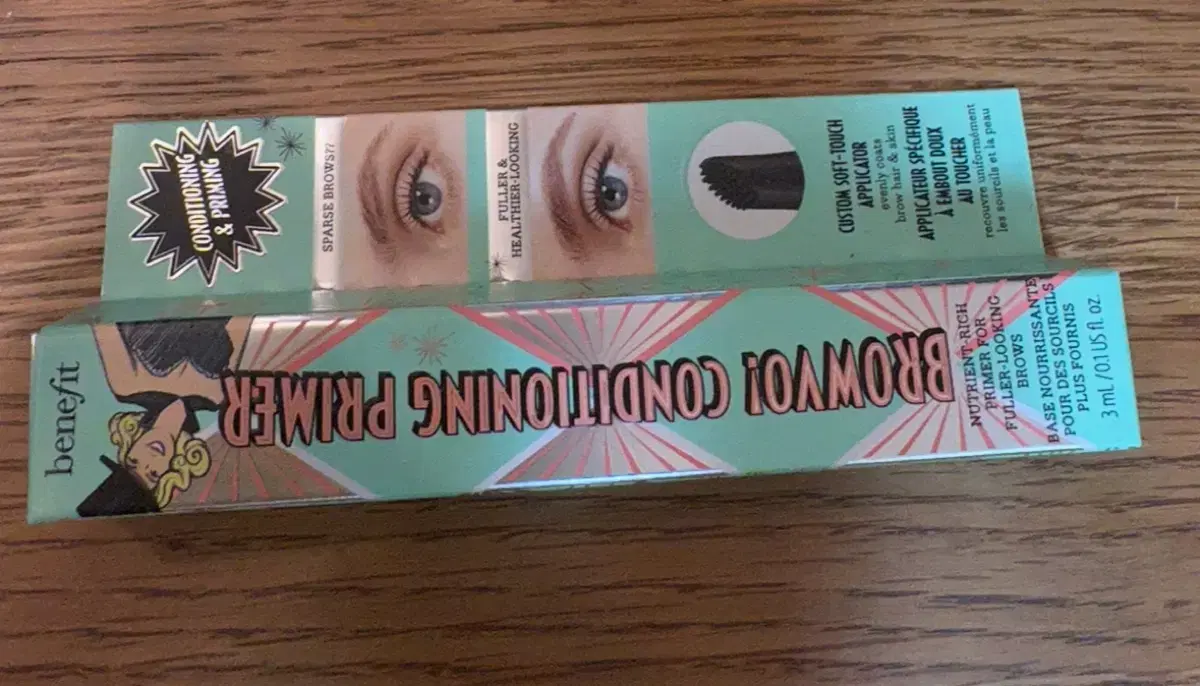 CONDITIONING
& PRIMING
SPARSE BROWS??
FULLER &
HEALTHIER-LOOKING
CUSTOM SOFT-TOUCH
APPLICATOR
evenly coats
brow hair & skin
APPLICATEUR SPÉCIFIQUE
À EMBOUT DOUX
AU TOUCHER
recouvre uniformément
les sourcils et la peau
benefit
BROWVO! CONDITIONING PRIMER
NUTRIENT-RICH
PRIMER FOR
FULLER-LOOKING
BROWS
BASE NOURRISSANTE
POUR DES SOURCILS
PLUS FOURNIS
3 mL / 0.1 US fl. oz.